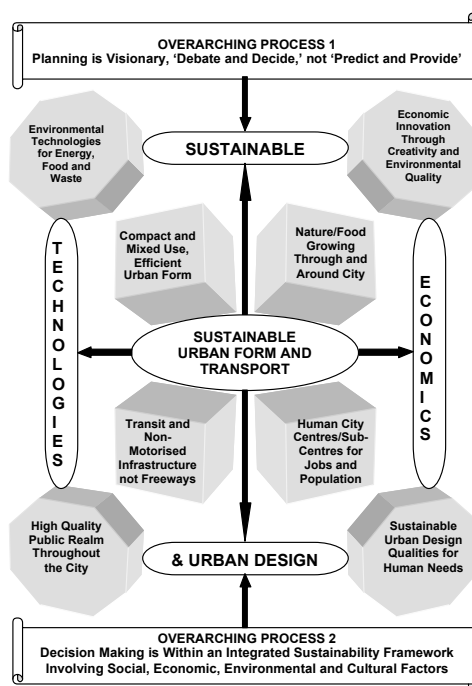 OVERARCHING PROCESS 1
Planning is Visionary, 'Debate and Decide,' not 'Predict and Provide'
Environmental
Technologies
for Energy,
Food and
Waste
SUSTAINABLE
Economic
Innovation
Through
Creativity and
Environmental
Quality
Compact and
Mixed Use,
Efficient
Urban Form
Nature/Food
Growing
Through and
Around City
TECHNOLOGIES
SUSTAINABLE
URBAN FORM AND
TRANSPORT
ECONOMICS
Transit and
Non-
Motorised
Infrastructure
not Freeways
Human City
Centres/Sub-
Centres for
Jobs and
Population
High Quality
Public Realm
Throughout
the City
& URBAN DESIGN
Sustainable
Urban Design
Qualities for
Human Needs
OVERARCHING PROCESS 2
Decision Making is Within an Integrated Sustainability Framework
Involving Social, Economic, Environmental and Cultural Factors